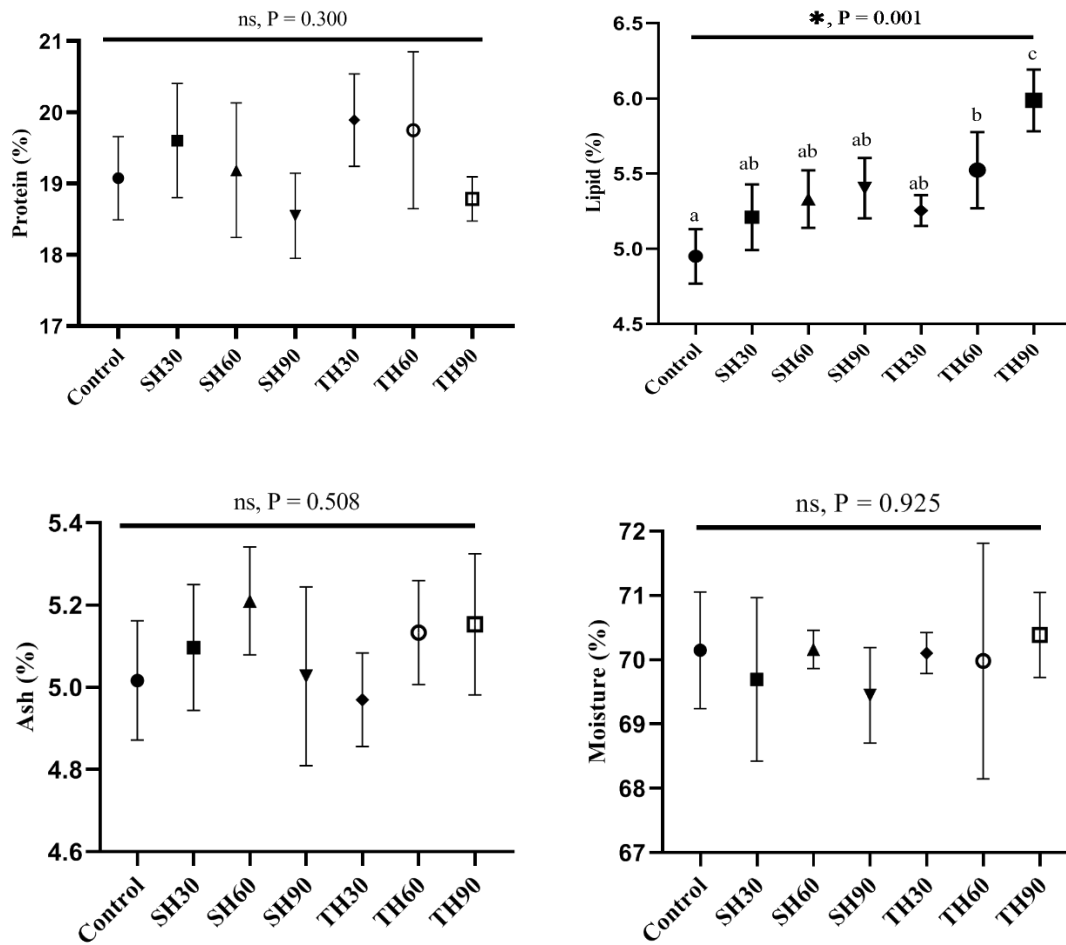 ns, P = 0.300
Protein (%)
21
20
19
18
17
Control
SH30
SH60
SH90
TH30
TH60
TH90
*, P = 0.001
Lipid (%)
6.5
6.0
5.5
5.0
4.5
a
ab
ab
ab
ab
b
c
Control
SH30
SH60
SH90
TH30
TH60
TH90
ns, P = 0.508
Ash (%)
5.4
5.2
5.0
4.8
4.6
Control
SH30
SH60
SH90
TH30
TH60
TH90
ns, P = 0.925
Moisture (%)
72
71
70
69
68
67
Control
SH30
SH60
SH90
TH30
TH60
TH90